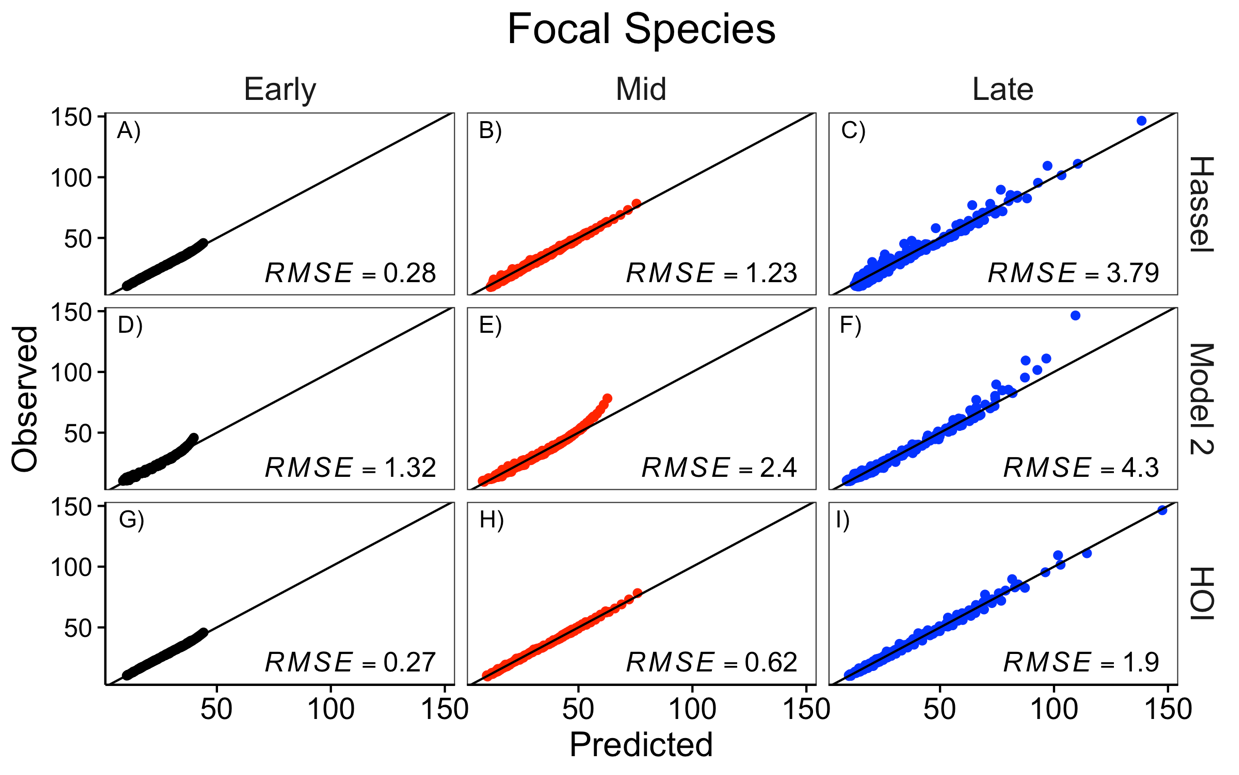 Focal Species
Early
Mid
Late
150
100
50
A)
RMSE = 0.28
B)
RMSE = 1.23
C)
RMSE = 3.79
Hassel
Observed
150
100
50
D)
RMSE = 1.32
E)
RMSE = 2.4
F)
RMSE = 4.3
Model 2
150
100
50
G)
RMSE = 0.27
H)
RMSE = 0.62
I)
RMSE = 1.9
HOI
50
100
150
50
100
150
50
100
150
Predicted